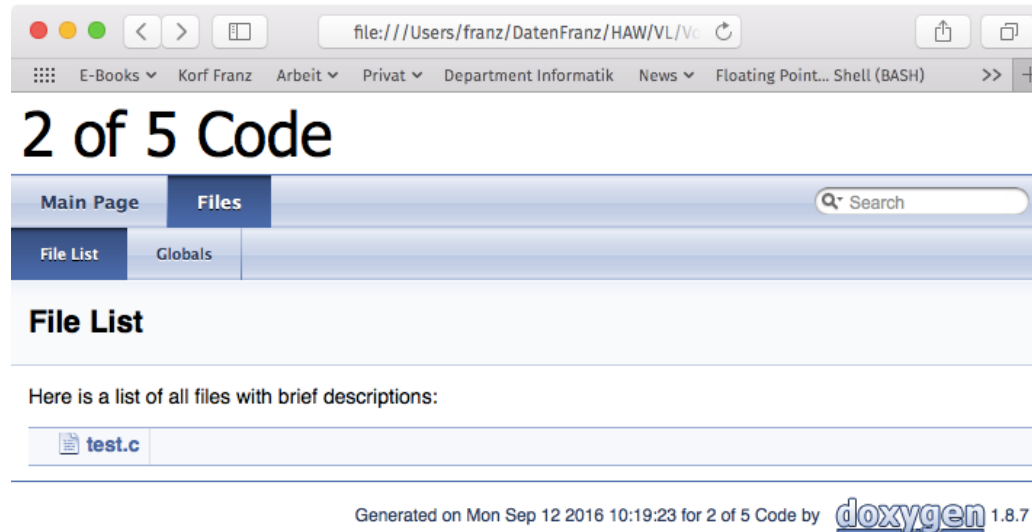 file:///Users/franz/DatenFranz/HAW/VL/Vo
E-Books Korf Franz Arbeit Privat Department Informatik News Floating Point... Shell (BASH) >>
2 of 5 Code
Main Page Files Search
File List Globals
File List
Here is a list of all files with brief descriptions:
test.c
Generated on Mon Sep 12 2016 10:19:23 for 2 of 5 Code by doxygen 1.8.7